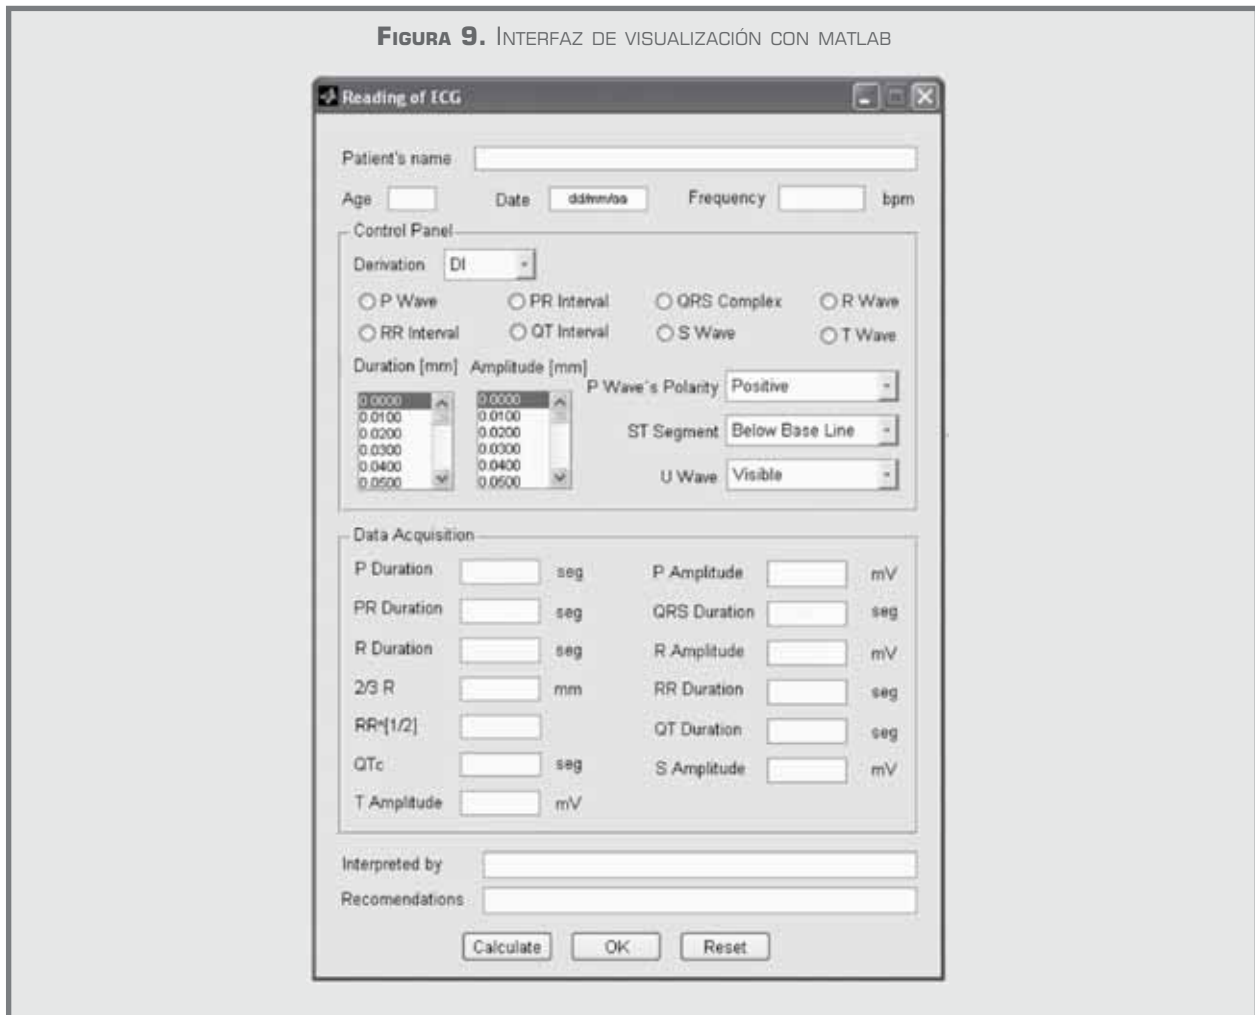 FIGURA 9. INTERFAZ DE VISUALIZACIÓN CON MATLAB
Reading of ECG
Patient's name
Age Date dd/mm/aa Frequency bpm
Control Panel
Derivation DI
P Wave PR Interval QRS Complex R Wave
RR Interval QT Interval S Wave T Wave
Duration [mm] Amplitude [mm]
P Wave´s Polarity Positive
0.0000 0.0000
0.0100 0.0100
0.0200 0.0200
ST Segment Below Base Line
0.0300 0.0300
0.0400 0.0400
0.0500 0.0500
U Wave Visible
Data Acquisition
P Duration seg P Amplitude mV
PR Duration seg QRS Duration seg
R Duration seg R Amplitude mV
2/3 R mm RR Duration seg
RR^[1/2] QT Duration seg
QTc seg S Amplitude mV
T Amplitude mV
Interpreted by
Recomendations
Calculate OK Reset